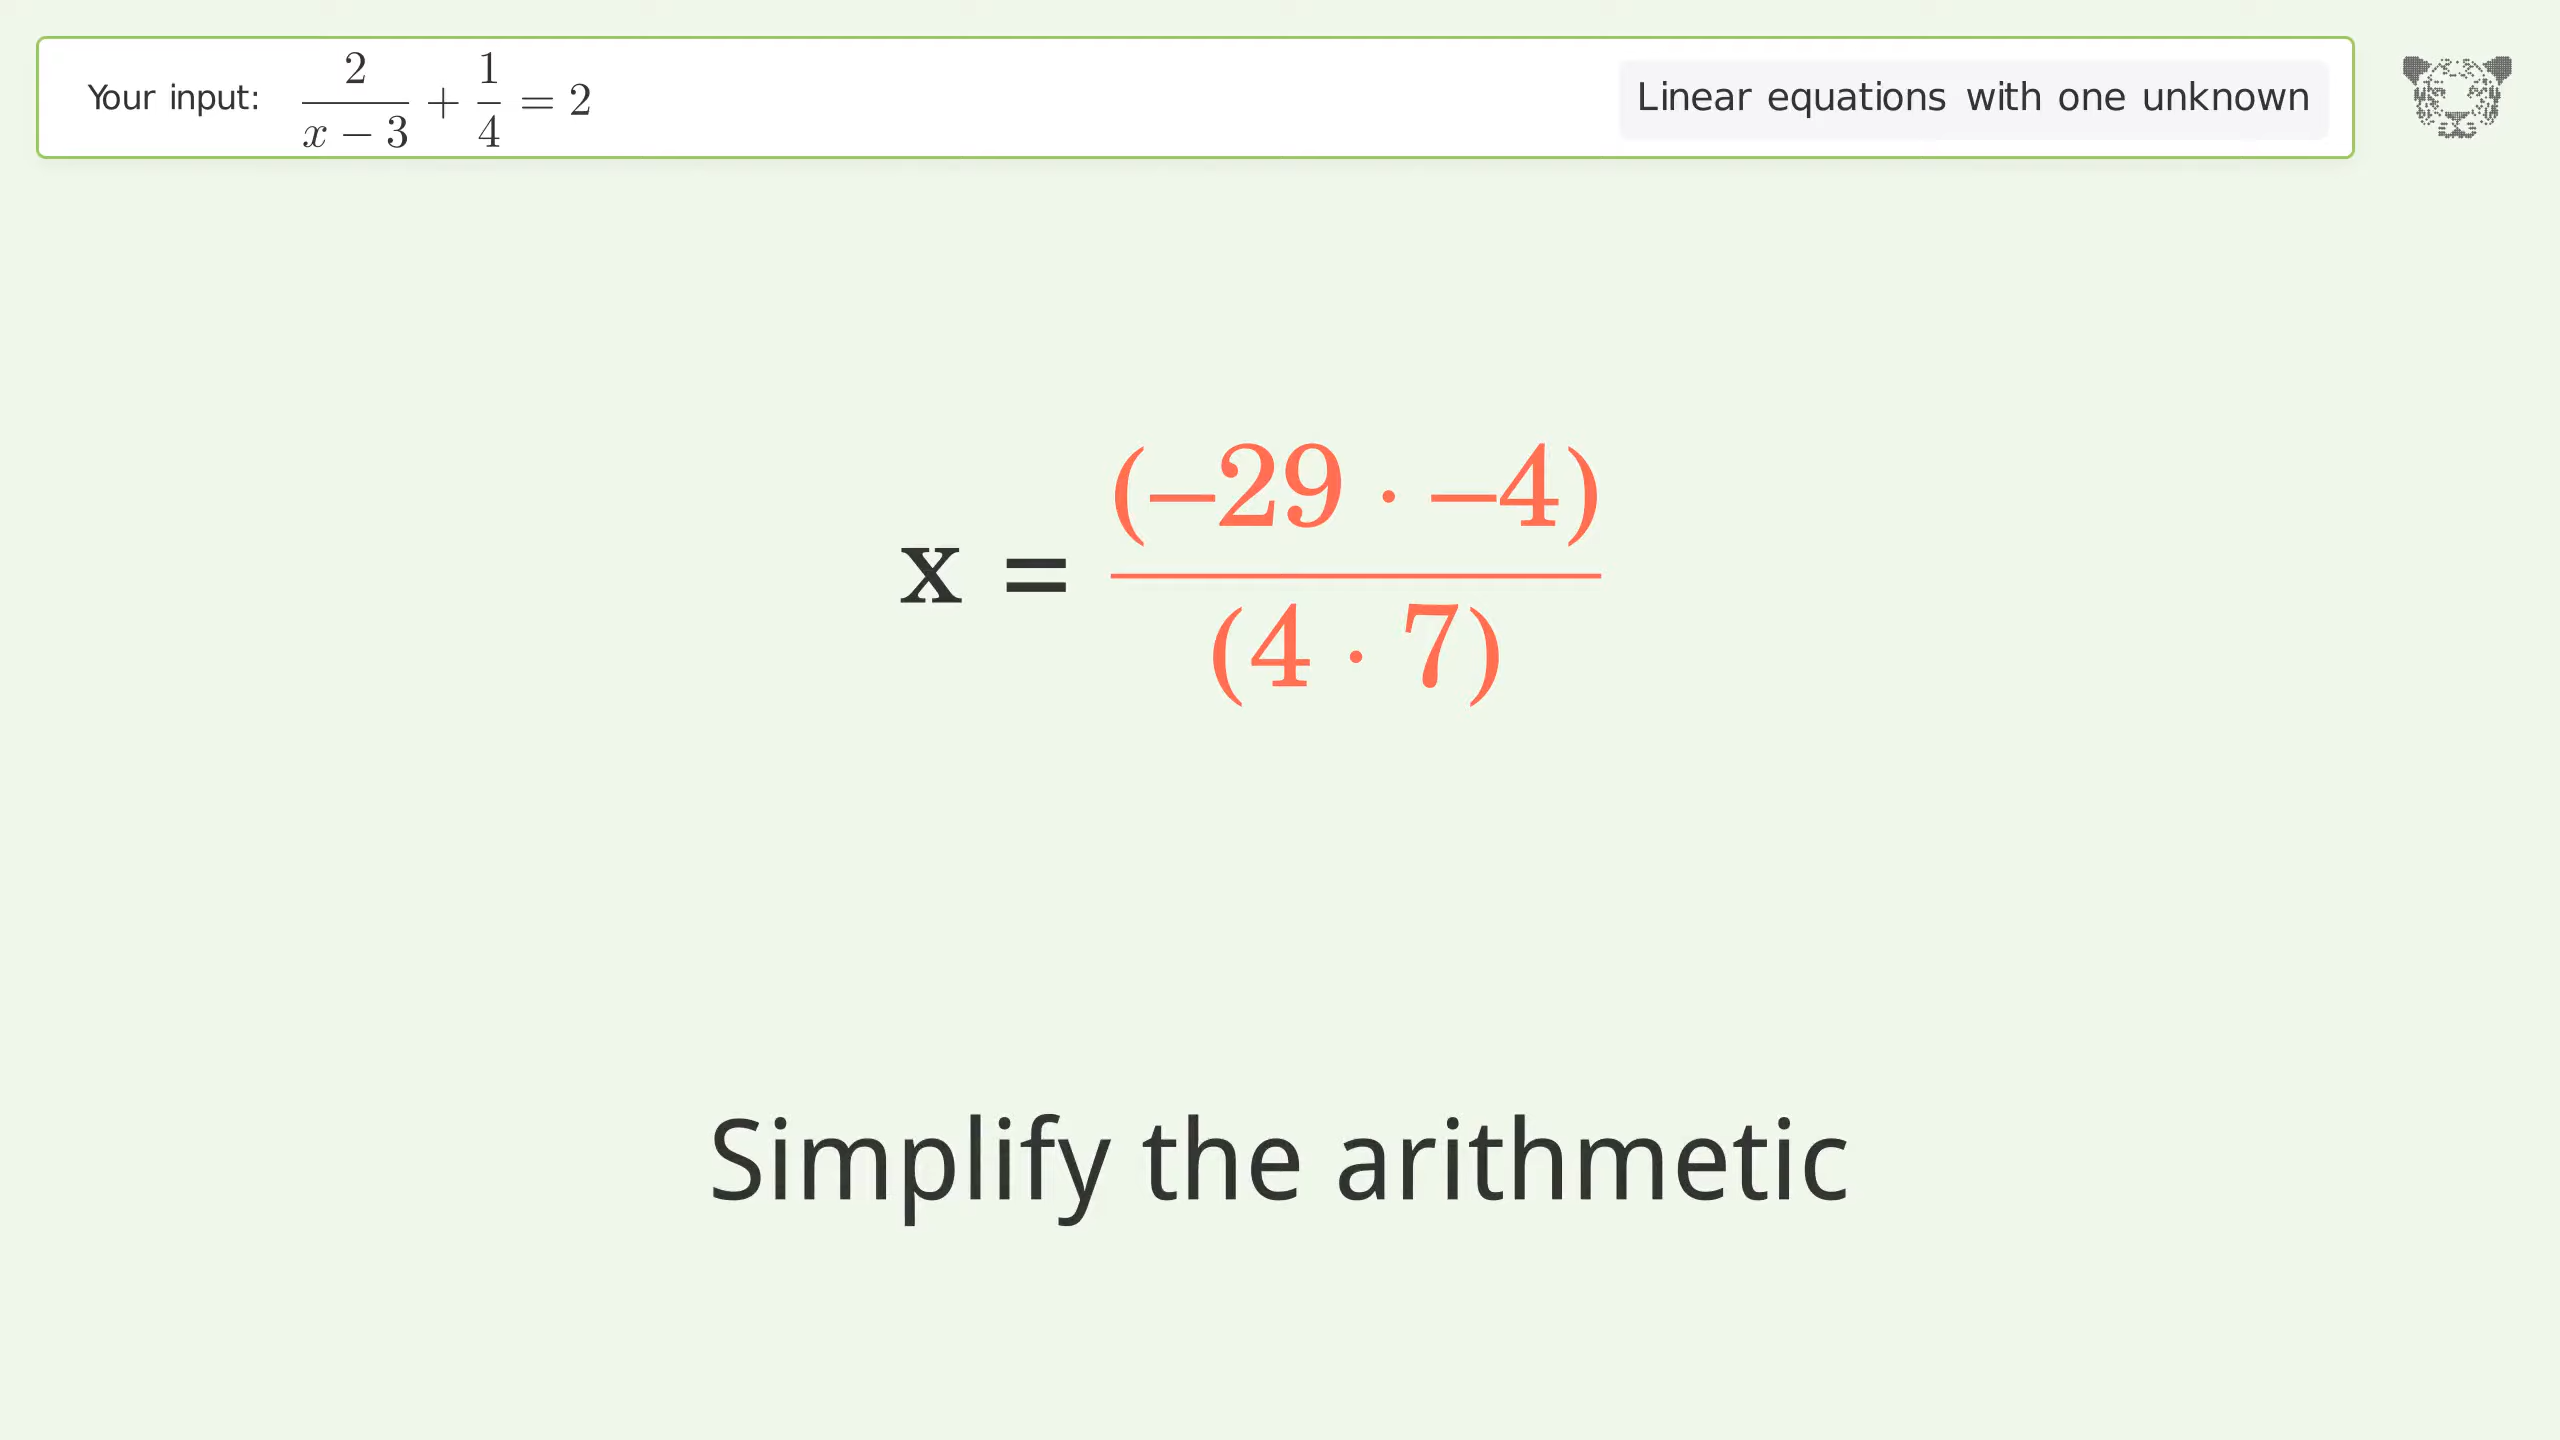 Your input: 2/(x − 3) + 1/4 = 2
Linear equations with one unknown
x = (−29 · −4)/(4 · 7)
Simplify the arithmetic